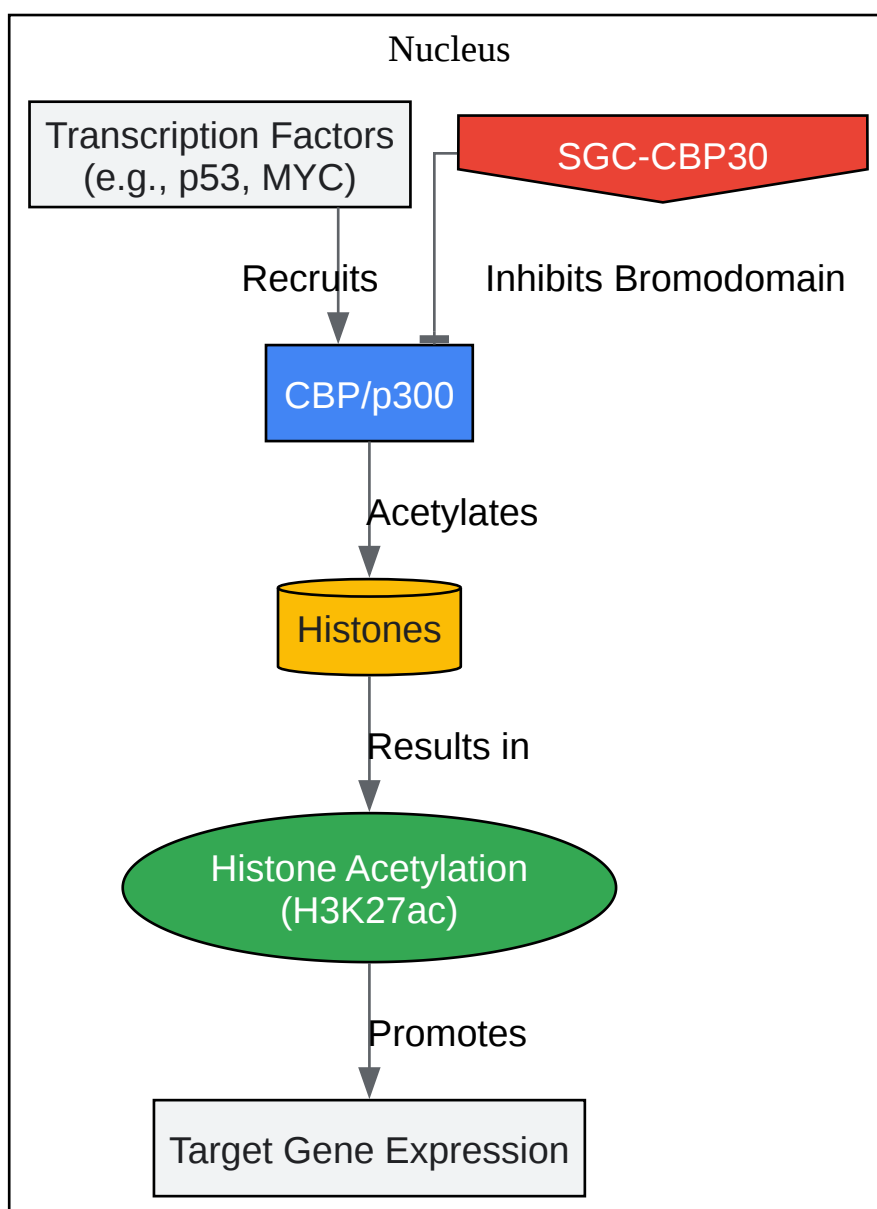 Nucleus
Transcription Factors
(e.g., p53, MYC)
SGC-CBP30
Recruits
Inhibits Bromodomain
CBP/p300
Acetylates
Histones
Results in
Histone Acetylation
(H3K27ac)
Promotes
Target Gene Expression